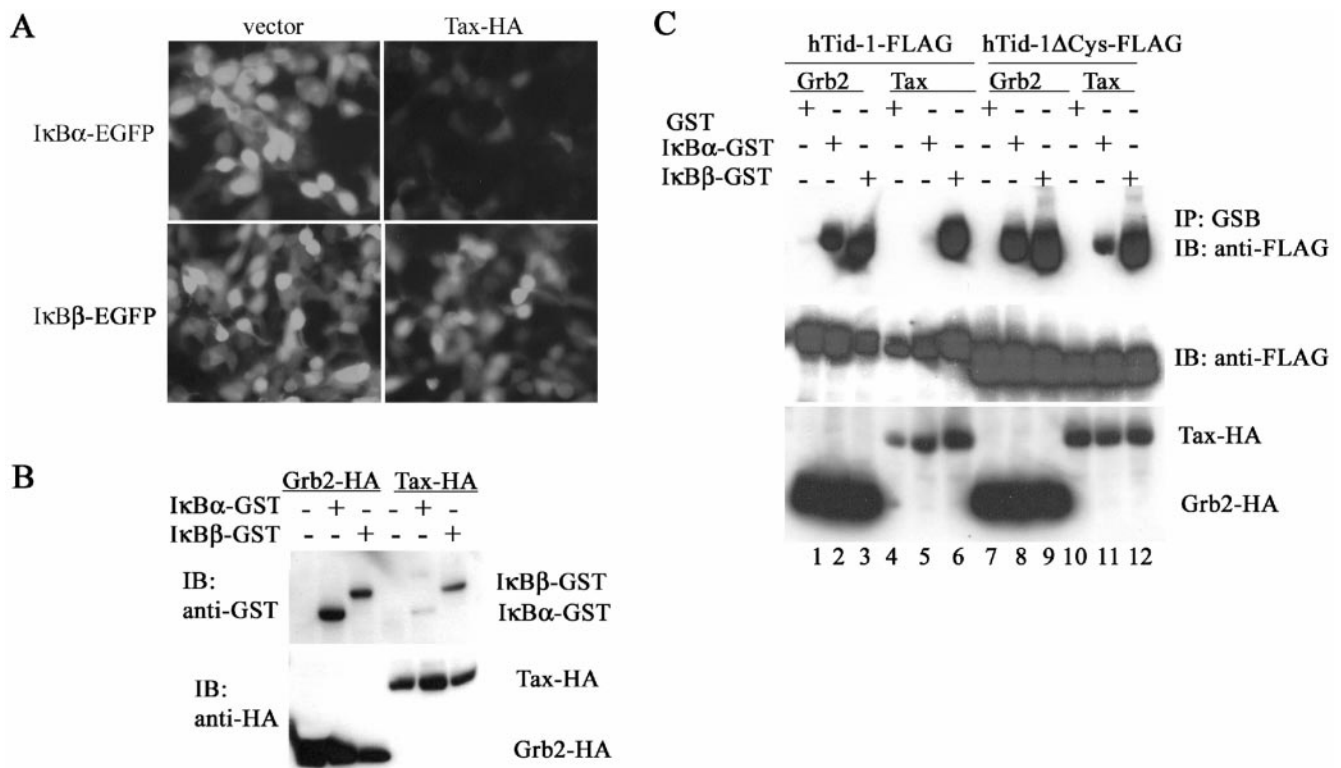 A
vector Tax-HA
IκBα-EGFP
IκBβ-EGFP
B
Grb2-HA Tax-HA
IκBα-GST - + - - + -
IκBβ-GST - - + - - +
IB:
anti-GST
IκBβ-GST
IκBα-GST
IB:
anti-HA
Tax-HA
Grb2-HA
C
hTid-1-FLAG hTid-1ΔCys-FLAG
Grb2 Tax Grb2 Tax
GST + - - + - - + - - + - -
IκBα-GST - + - - + - - + - - + -
IκBβ-GST - - + - - + - - + - - +
IP: GSB
IB: anti-FLAG
IB: anti-FLAG
Tax-HA
Grb2-HA
1 2 3 4 5 6 7 8 9 10 11 12